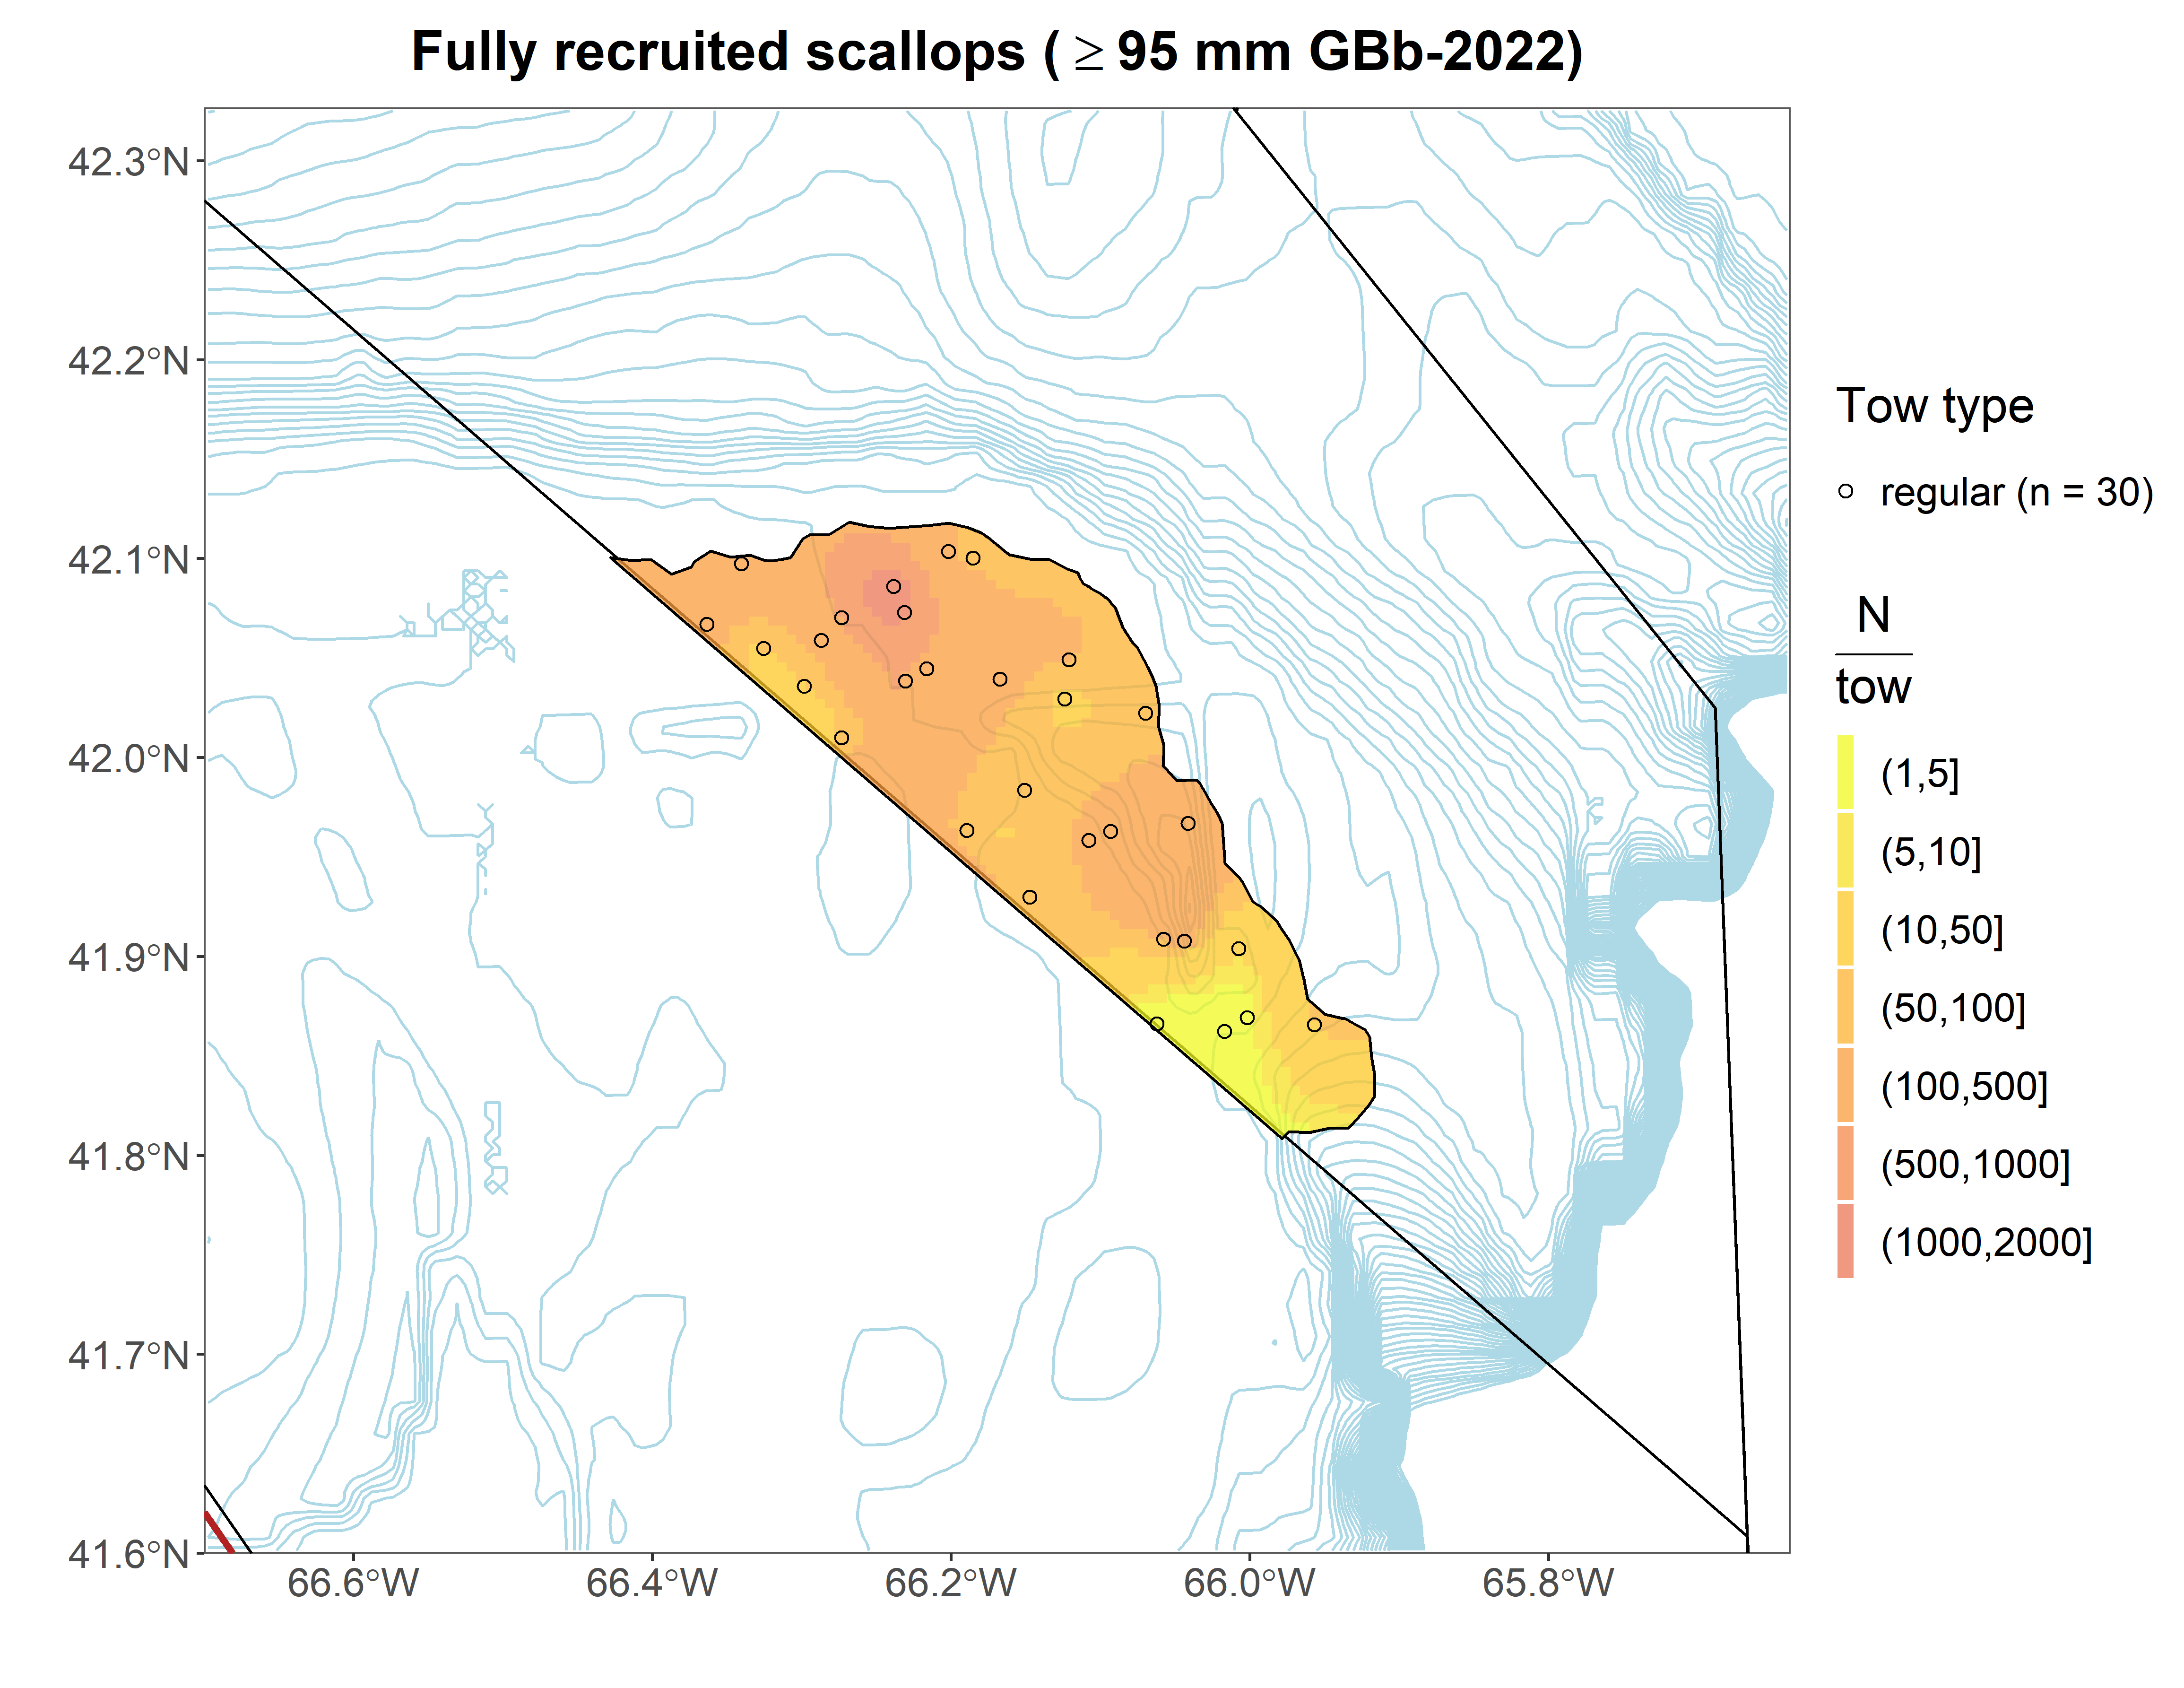 Fully recruited scallops ( ≥ 95 mm GBb-2022)
42.3°N
42.2°N
42.1°N
42.0°N
41.9°N
41.8°N
41.7°N
41.6°N
66.6°W
66.4°W
66.2°W
66.0°W
65.8°W
Tow type
regular (n = 30)
N
tow
(1,5]
(5,10]
(10,50]
(50,100]
(100,500]
(500,1000]
(1000,2000]